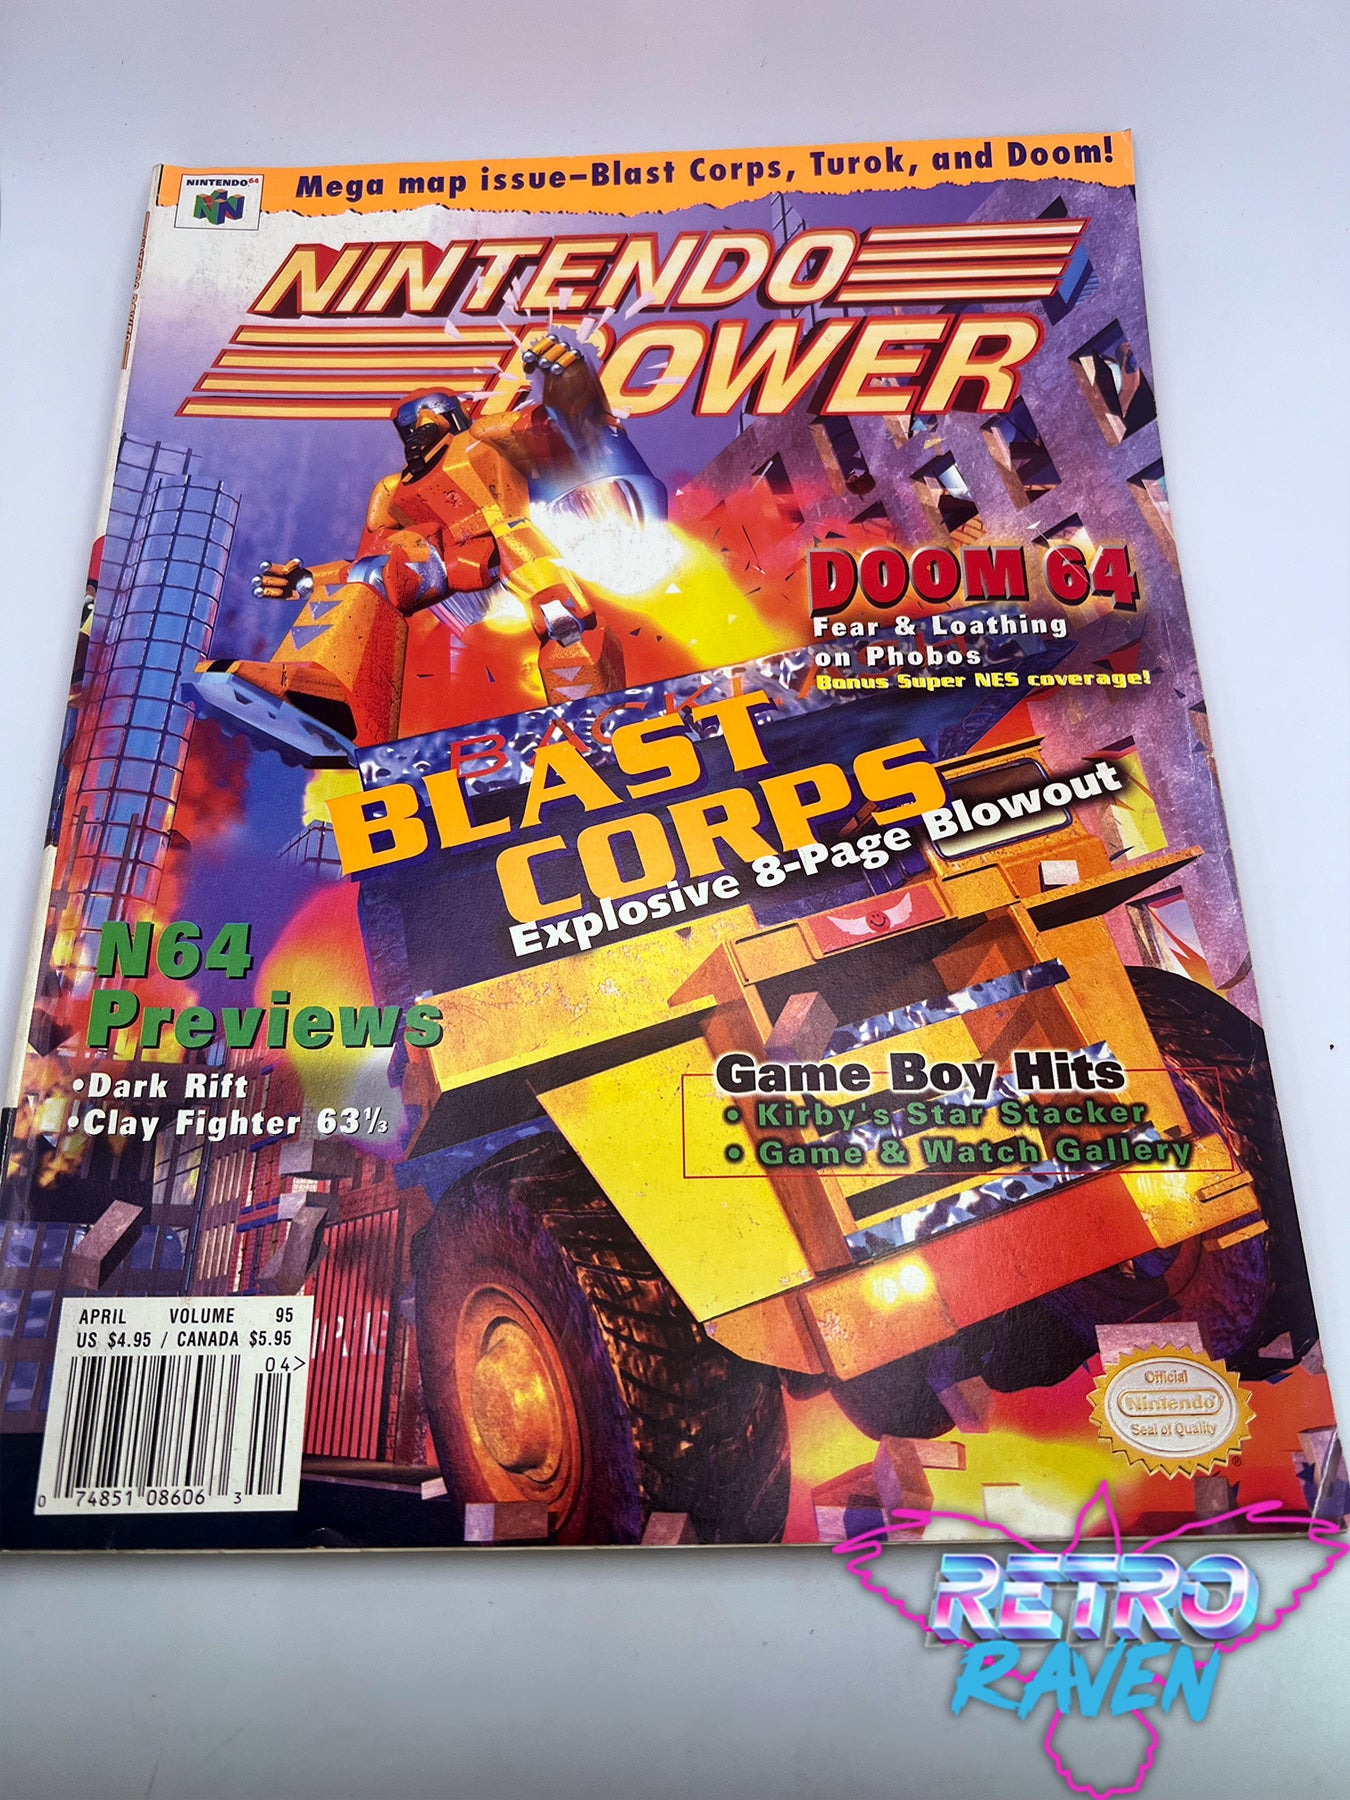 Mega map issue–Blast Corps, Turok, and Doom!
NINTENDO⁶⁴
NINTENDO
POWER
DOOM 64
Fear & Loathing
on Phobos
Bonus Super NES coverage!
BLAST
CORPS
Explosive 8-Page Blowout
N64
Previews
•Dark Rift
•Clay Fighter 63⅓
Game Boy Hits
• Kirby's Star Stacker
• Game & Watch Gallery
APRIL VOLUME 95
US $4.95 / CANADA $5.95
04>
0 74851 08606 3
Official
Nintendo®
Seal of Quality
®
RETRO
RAVEN